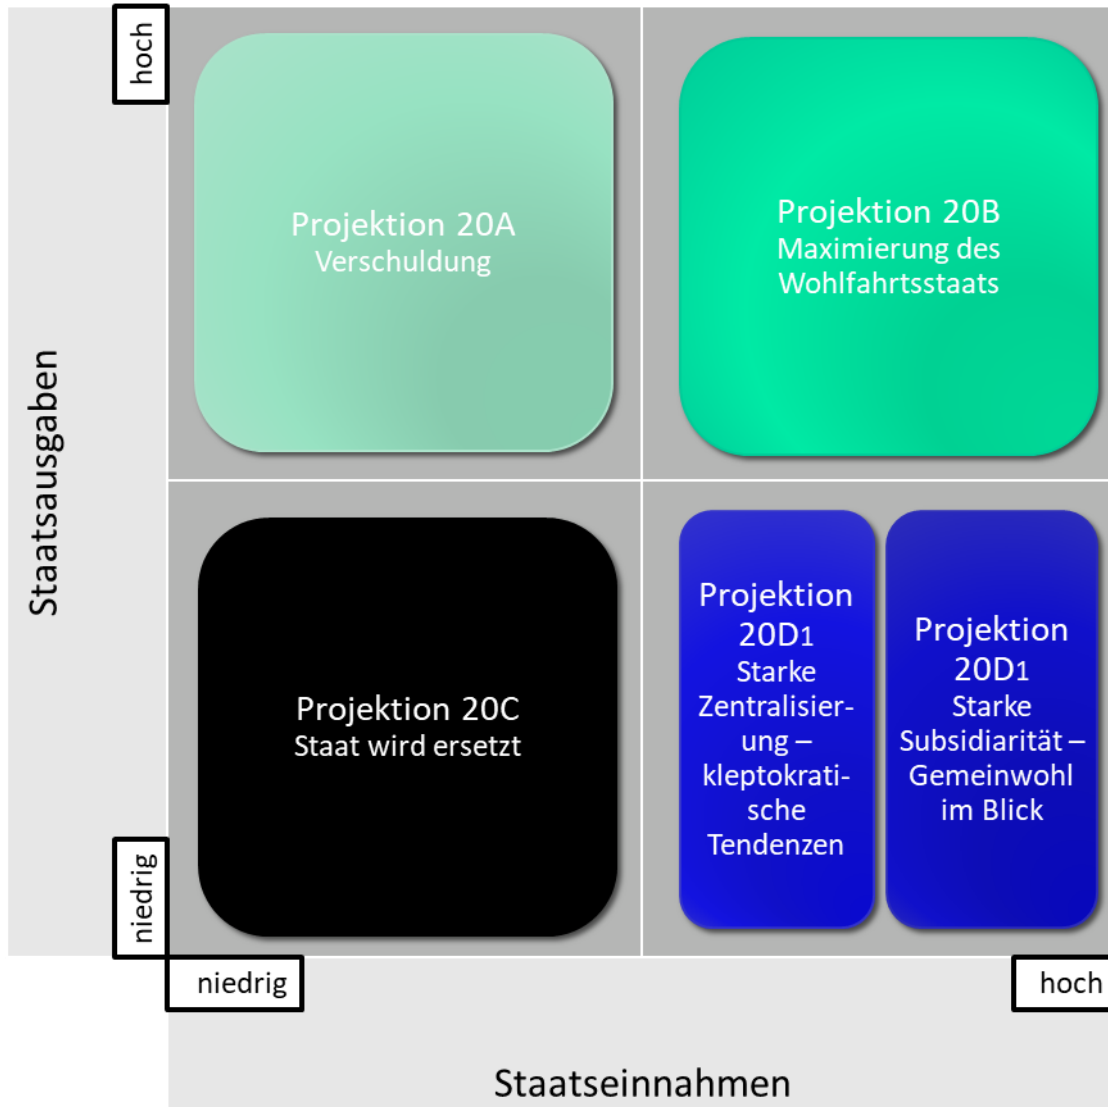 hoch
Staatsausgaben
niedrig
Projektion 20A
Verschuldung
Projektion 20B
Maximierung des
Wohlfahrtsstaats
Projektion 20C
Staat wird ersetzt
Projektion
20D1
Starke
Zentralisier-
ung –
kleptokrati-
sche
Tendenzen
Projektion
20D1
Starke
Subsidiarität –
Gemeinwohl
im Blick
niedrig
hoch
Staatseinnahmen